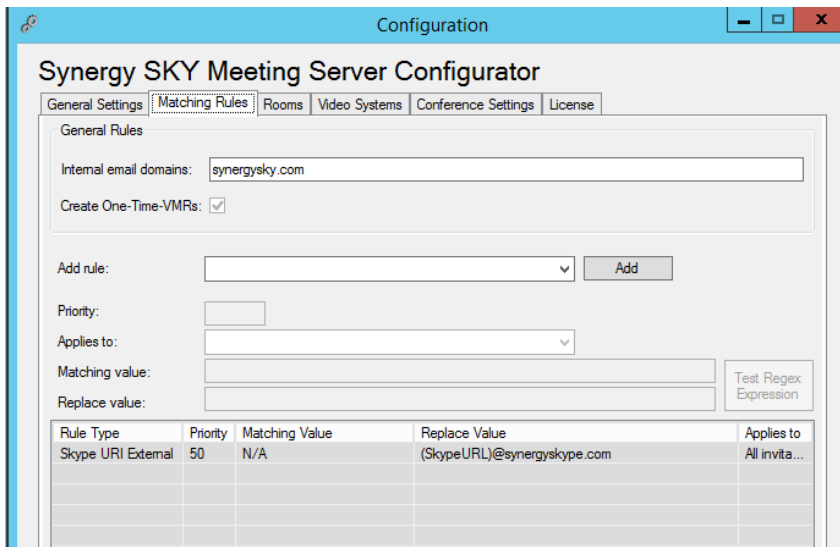 Configuration
Synergy SKY Meeting Server Configurator
General Settings Matching Rules Rooms Video Systems Conference Settings License
General Rules
Internal email domains: synergysky.com
Create One-Time-VMRs:
Add rule: Add
Priority:
Applies to:
Matching value:
Test Regex
Expression
Replace value:
Rule Type Priority Matching Value Replace Value Applies to
Skype URI External 50 N/A (SkypeURL)@synergyskype.com All invita...